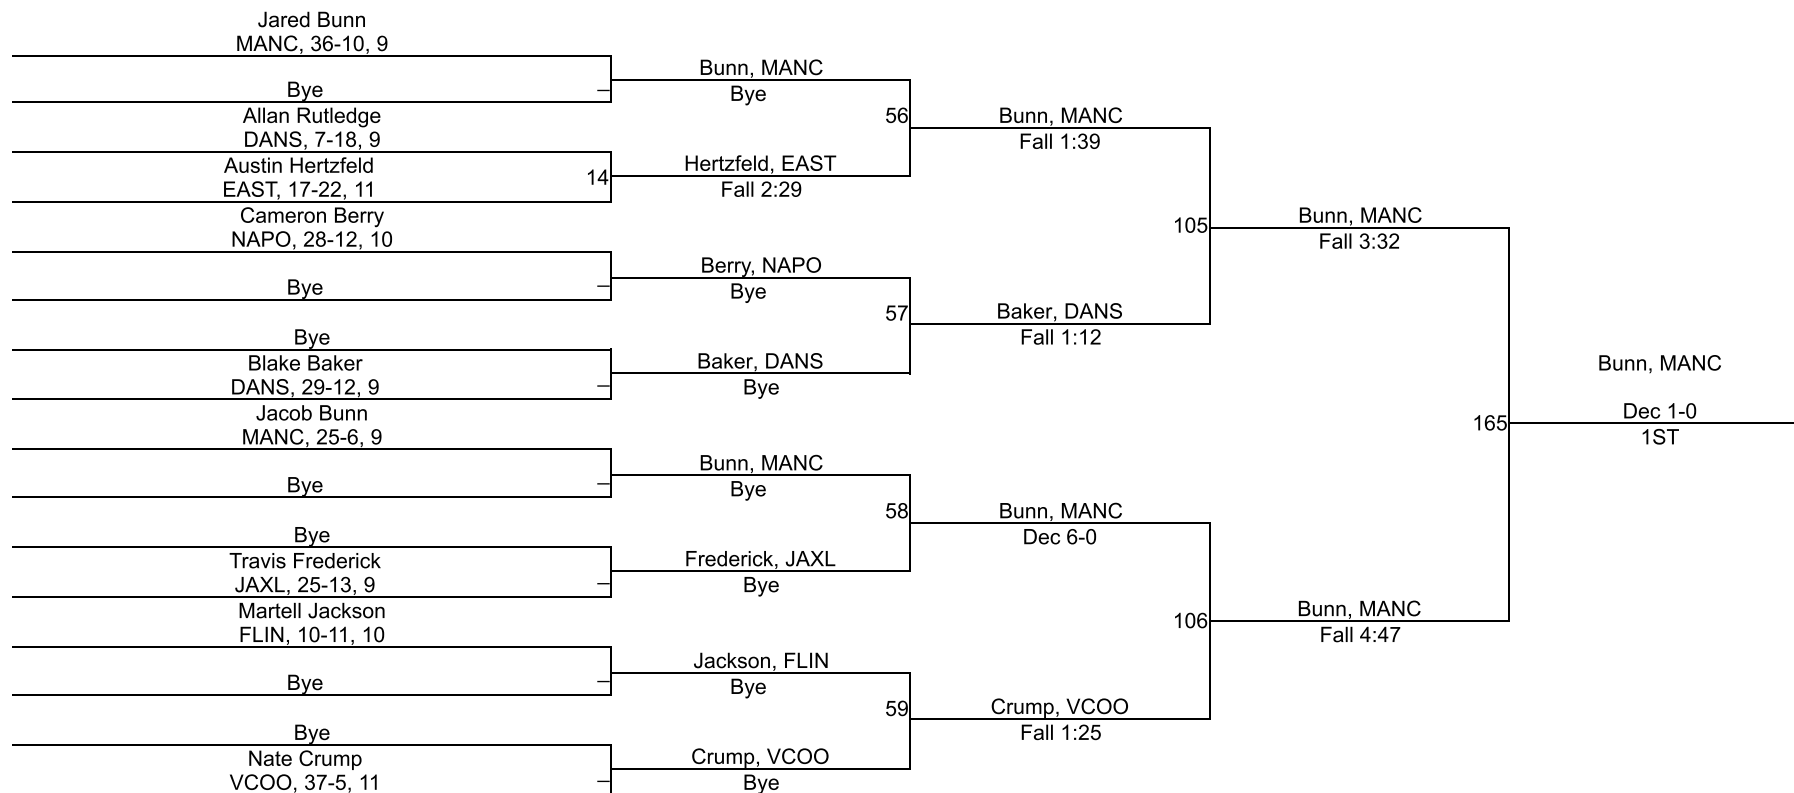 Jared Bunn
MANC, 36-10, 9
Bye
–
Allan Rutledge
DANS, 7-18, 9
Austin Hertzfeld
EAST, 17-22, 11
14
Cameron Berry
NAPO, 28-12, 10
Bye
–
Bye
Blake Baker
DANS, 29-12, 9
–
Jacob Bunn
MANC, 25-6, 9
Bye
–
Bye
Travis Frederick
JAXL, 25-13, 9
–
Martell Jackson
FLIN, 10-11, 10
Bye
–
Bye
Nate Crump
VCOO, 37-5, 11
–
Bunn, MANC
Bye
56
Hertzfeld, EAST
Fall 2:29
Berry, NAPO
Bye
57
Baker, DANS
Bye
Bunn, MANC
Bye
58
Frederick, JAXL
Bye
Jackson, FLIN
Bye
59
Crump, VCOO
Bye
Bunn, MANC
Fall 1:39
105
Baker, DANS
Fall 1:12
Bunn, MANC
Dec 6-0
106
Crump, VCOO
Fall 1:25
Bunn, MANC
Fall 3:32
165
Bunn, MANC
Fall 4:47
Bunn, MANC
Dec 1-0
1ST